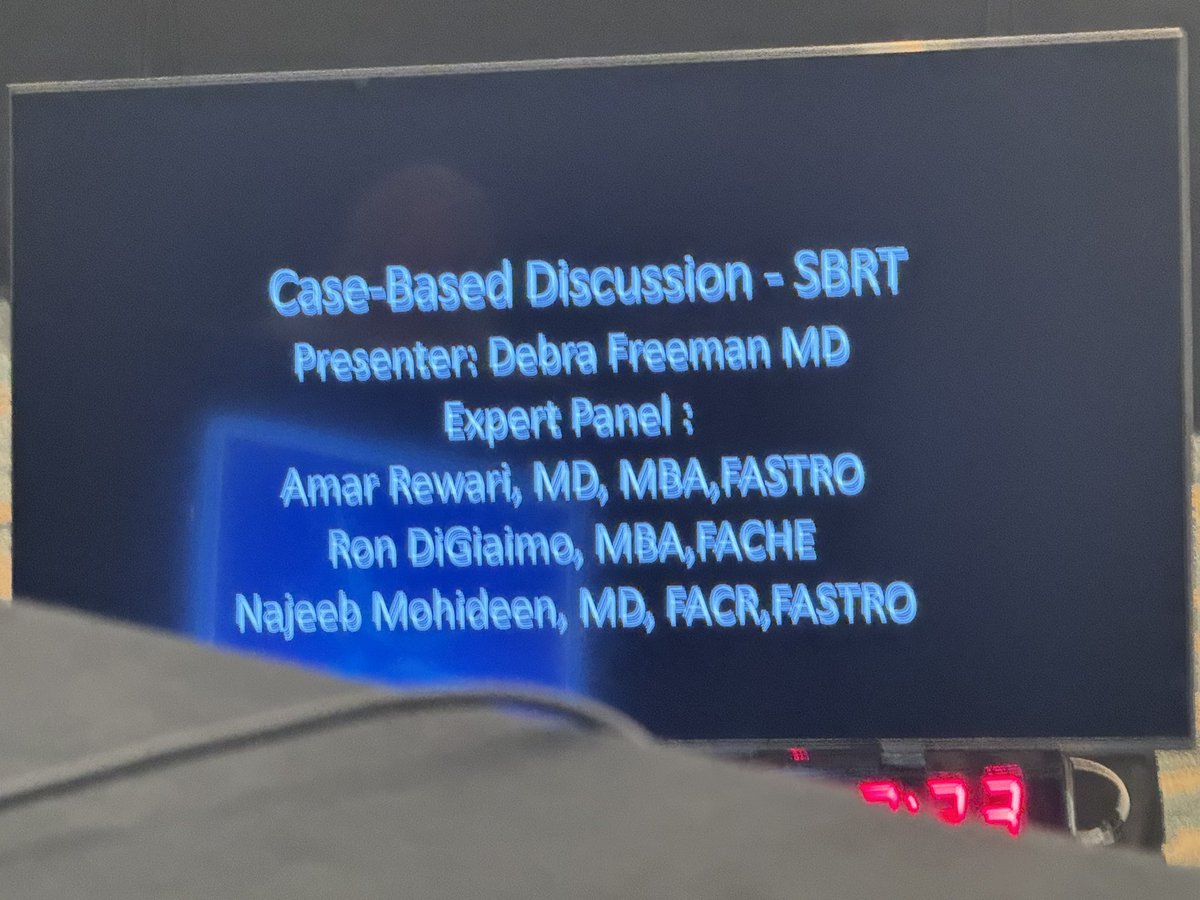 Case-Based Discussion - SBRT
Presenter: Debra Freeman MD
Expert Panel :
Amar Rewari, MD, MBA,FASTRO
Ron DiGiaimo, MBA,FACHE
Najeeb Mohideen, MD, FACR,FASTRO